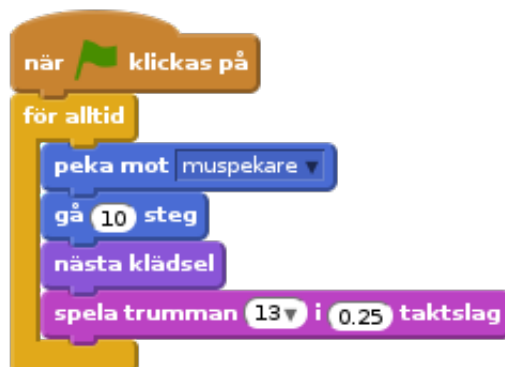 när klickas på
för alltid
peka mot muspekare
gå 10 steg
nästa klädsel
spela trumman 13 i 0.25 taktslag